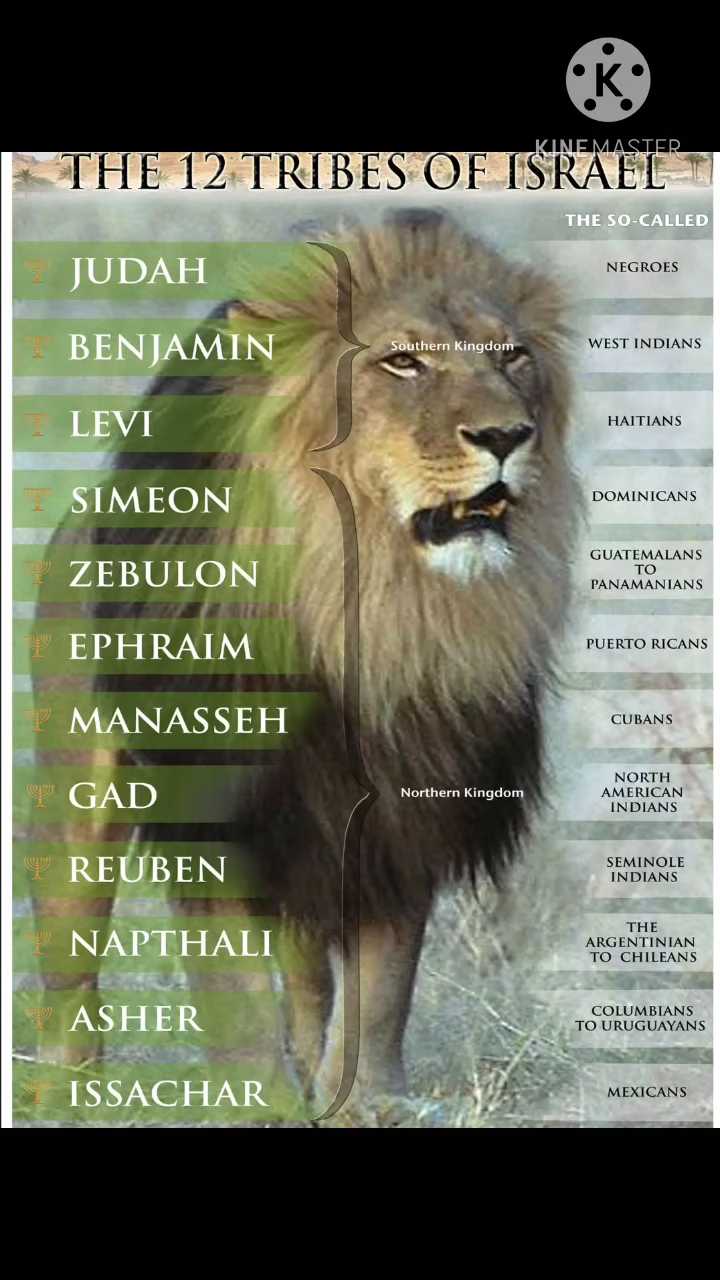 K
KINEMASTER
THE 12 TRIBES OF ISRAEL
THE SO-CALLED
JUDAH
NEGROES
BENJAMIN
Southern Kingdom
WEST INDIANS
LEVI
HAITIANS
SIMEON
DOMINICANS
ZEBULON
GUATEMALANS
TO
PANAMANIANS
EPHRAIM
PUERTO RICANS
MANASSEH
CUBANS
GAD
Northern Kingdom
NORTH
AMERICAN
INDIANS
REUBEN
SEMINOLE
INDIANS
NAPTHALI
THE
ARGENTINIAN
TO CHILEANS
ASHER
COLUMBIANS
TO URUGUAYANS
ISSACHAR
MEXICANS